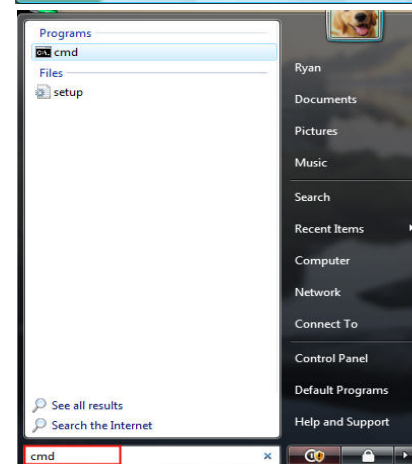 Programs
cmd
Files
setup
See all results
Search the Internet
cmd
Ryan
Documents
Pictures
Music
Search
Recent Items
Computer
Network
Connect To
Control Panel
Default Programs
Help and Support